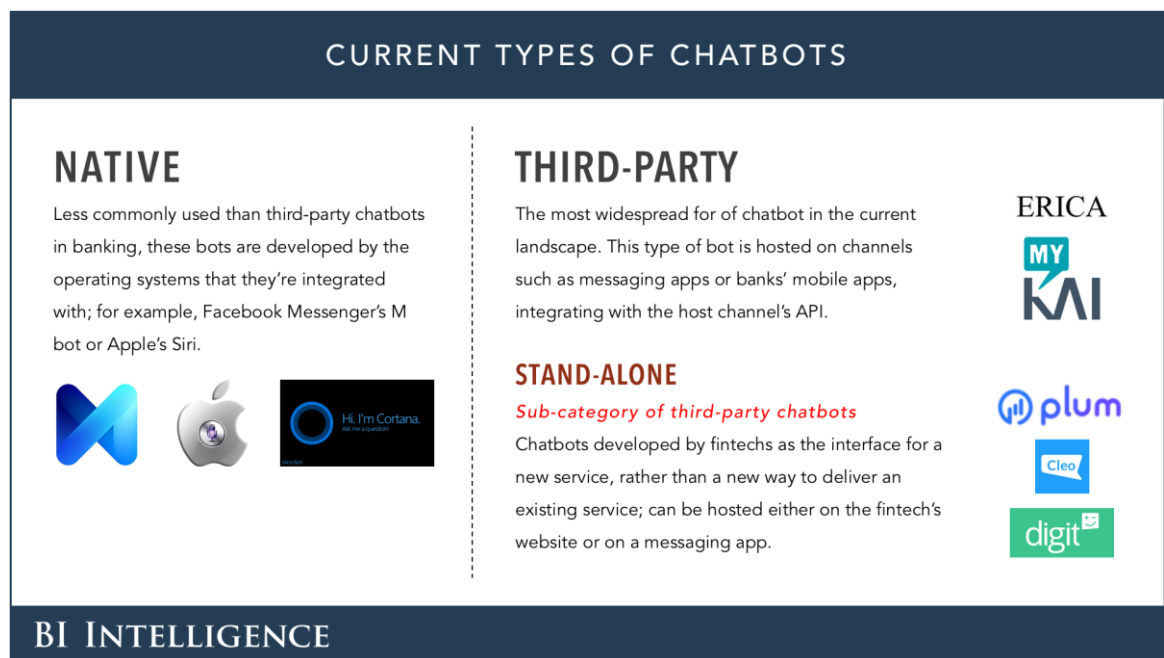 CURRENT TYPES OF CHATBOTS
NATIVE
Less commonly used than third-party chatbots
in banking, these bots are developed by the
operating systems that they're integrated
with; for example, Facebook Messenger's M
bot or Apple's Siri.
Hi. I'm Cortana.
Ask me a question!
THIRD-PARTY
The most widespread for of chatbot in the current
landscape. This type of bot is hosted on channels
such as messaging apps or banks' mobile apps,
integrating with the host channel's API.
ERICA
MY
KAI
STAND-ALONE
Sub-category of third-party chatbots
Chatbots developed by fintechs as the interface for a
new service, rather than a new way to deliver an
existing service; can be hosted either on the fintech's
website or on a messaging app.
plum
Cleo
digit
BI INTELLIGENCE